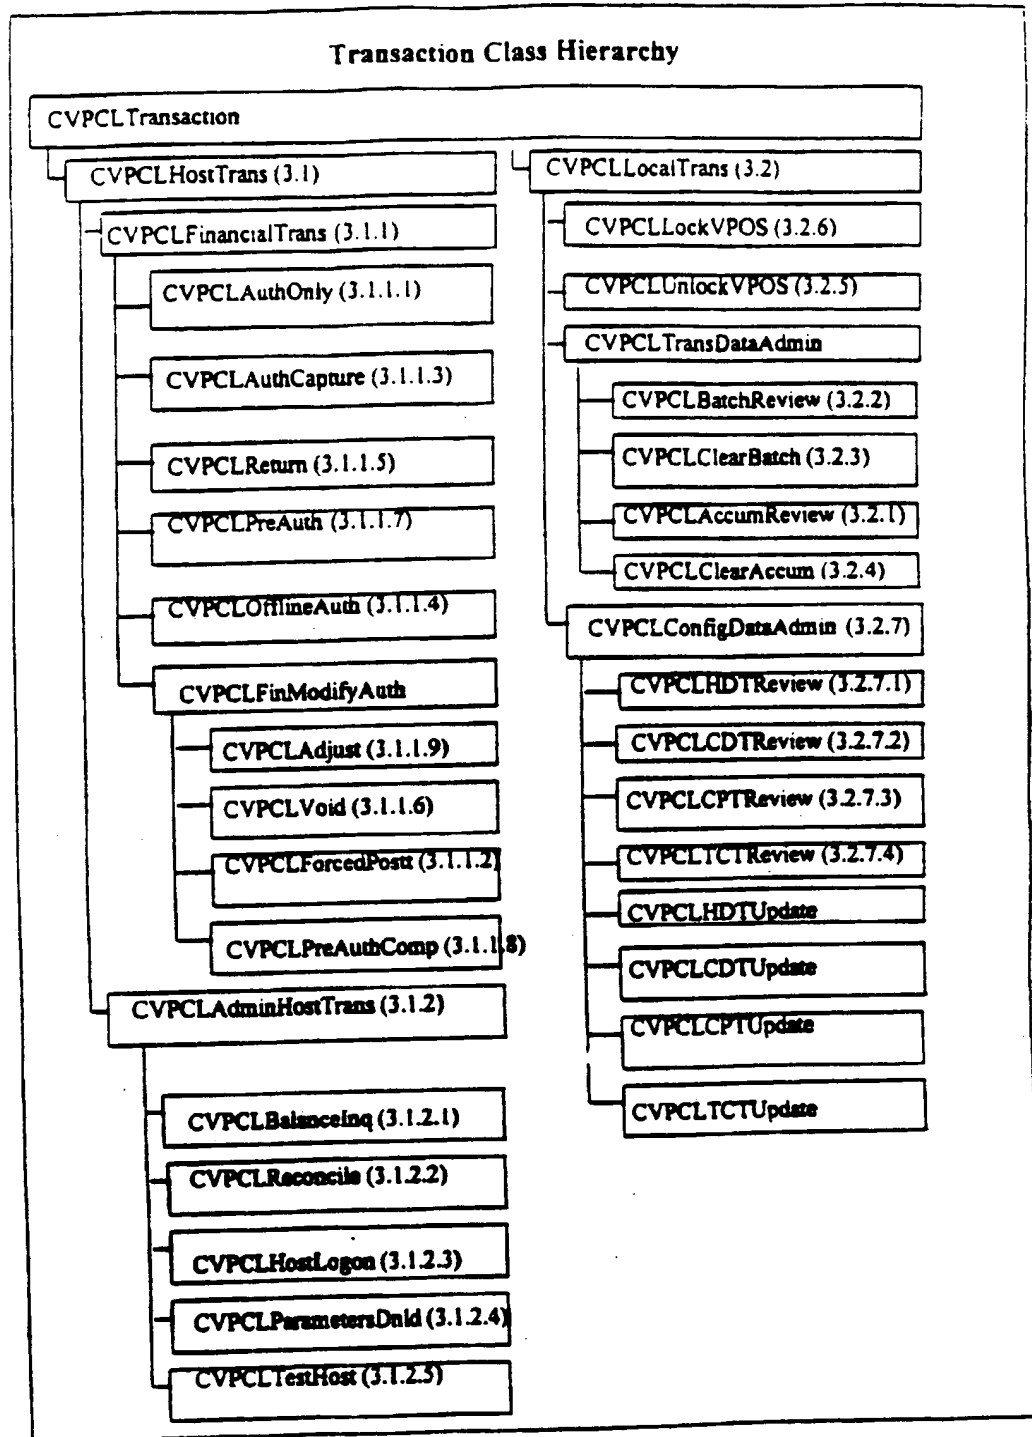 Transaction Class Hierarchy
CVPCLTransaction
CVPCLHostTrans (3.1)
CVPCLFinancialTrans (3.1.1)
CVPCLAuthOnly (3.1.1.1)
CVPCLAuthCapture (3.1.1.3)
CVPCLReturn (3.1.1.5)
CVPCLPreAuth (3.1.1.7)
CVPCLOfflineAuth (3.1.1.4)
CVPCLFinModifyAuth
CVPCLAdjust (3.1.1.9)
CVPCLVoid (3.1.1.6)
CVPCLForcedPostt (3.1.1.2)
CVPCLPreAuthComp (3.1.1.8)
CVPCLAdminHostTrans (3.1.2)
CVPCLBalanceInq (3.1.2.1)
CVPCLReconcile (3.1.2.2)
CVPCLHostLogon (3.1.2.3)
CVPCLParametersDnld (3.1.2.4)
CVPCLTestHost (3.1.2.5)
CVPCLLocalTrans (3.2)
CVPCLLockVPOS (3.2.6)
CVPCLUnlockVPOS (3.2.5)
CVPCLTransDataAdmin
CVPCLBatchReview (3.2.2)
CVPCLClearBatch (3.2.3)
CVPCLAccumReview (3.2.1)
CVPCLClearAccum (3.2.4)
CVPCLConfigDataAdmin (3.2.7)
CVPCLHDTReview (3.2.7.1)
CVPCLCDTReview (3.2.7.2)
CVPCLCPTReview (3.2.7.3)
CVPCLTCTReview (3.2.7.4)
CVPCLHDTUpdate
CVPCLCDTUpdate
CVPCLCPTUpdate
CVPCLTCTUpdate